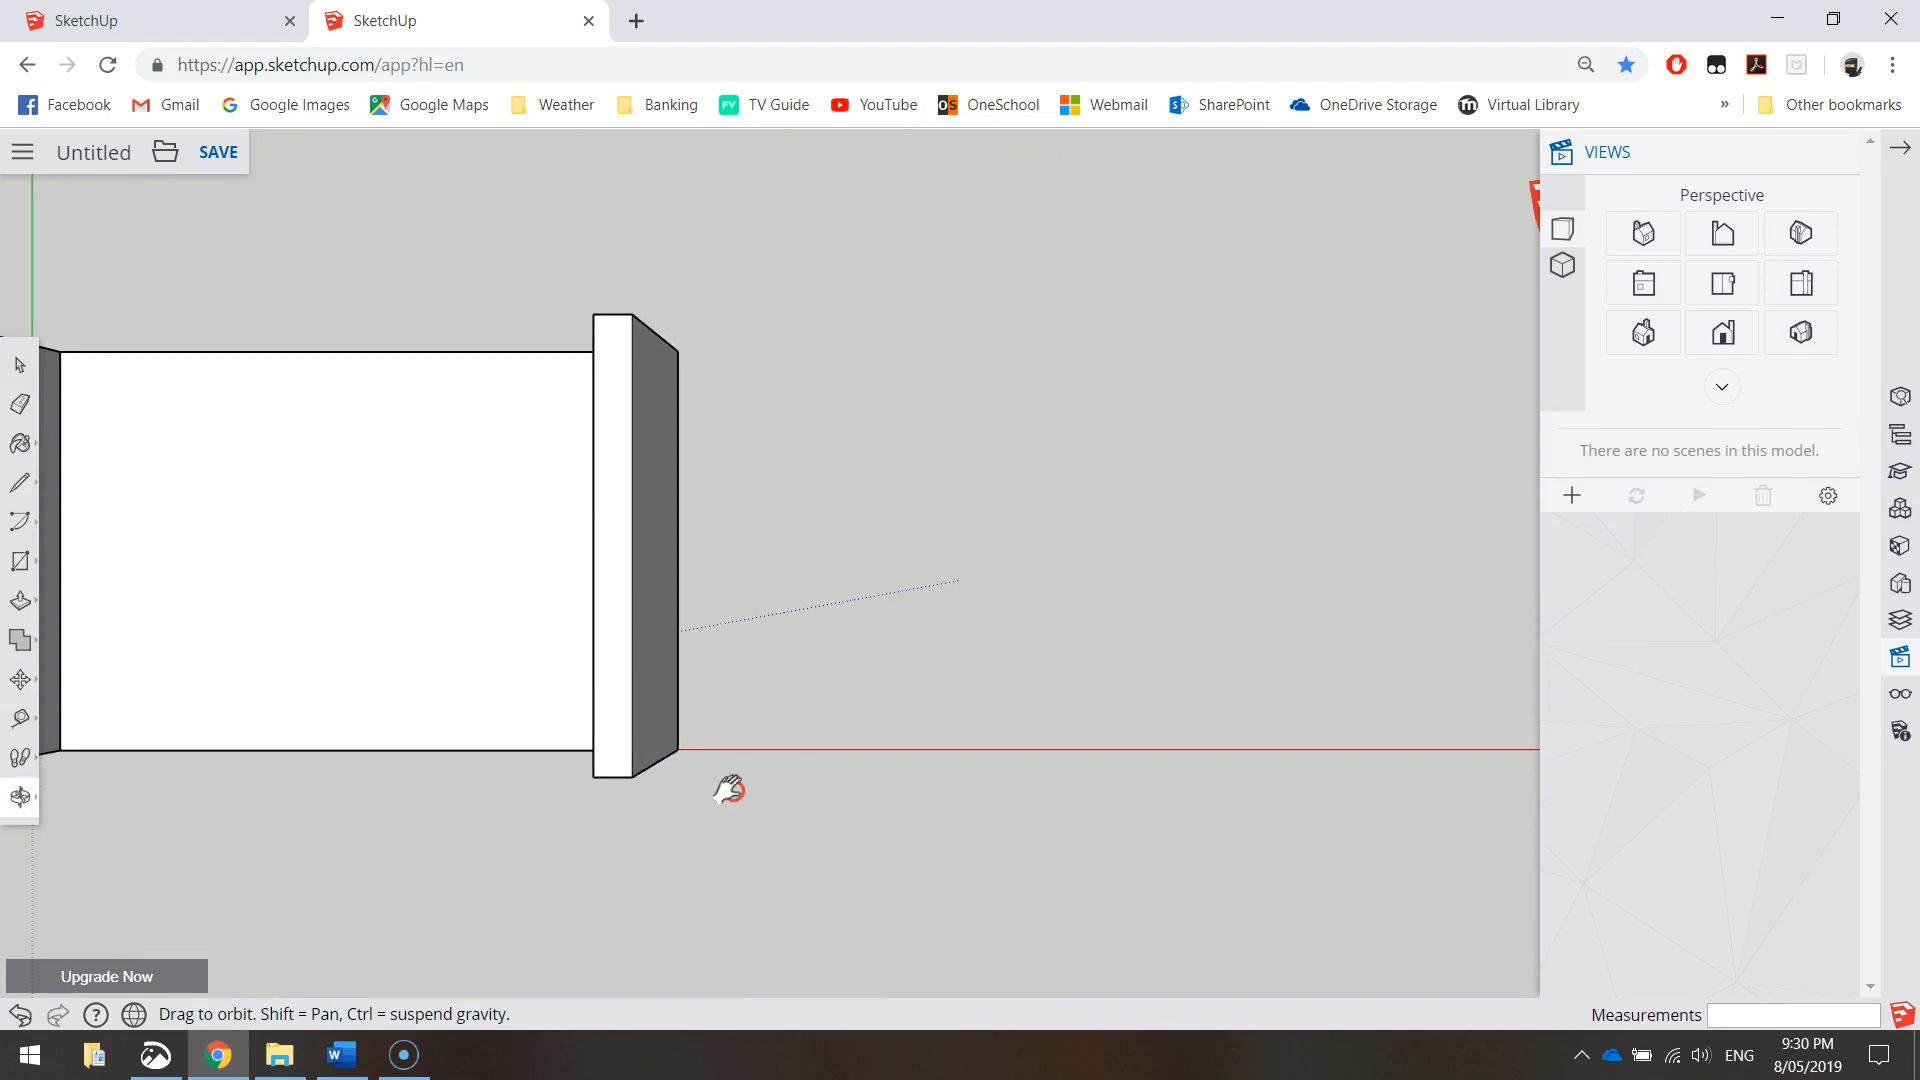 SketchUp
SketchUp
https://app.sketchup.com/app?hl=en
Facebook
Gmail
Google Images
Google Maps
Weather
Banking
TV Guide
YouTube
OneSchool
Webmail
SharePoint
OneDrive Storage
Virtual Library
»
Other bookmarks
Untitled
SAVE
VIEWS
Perspective
There are no scenes in this model.
Upgrade Now
Drag to orbit. Shift = Pan, Ctrl = suspend gravity.
Measurements
ENG
9:30 PM
8/05/2019